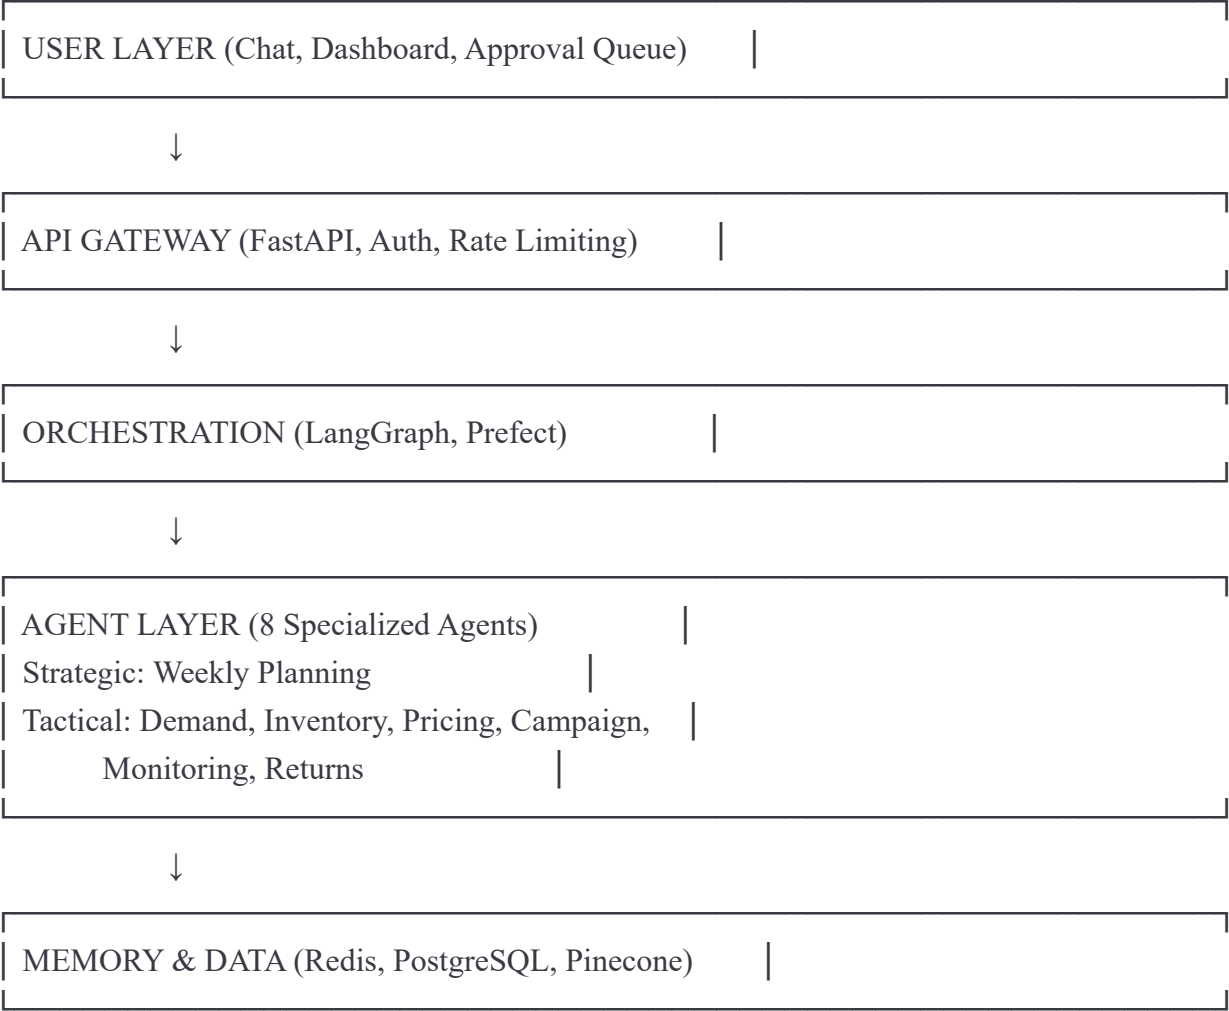 USER LAYER (Chat, Dashboard, Approval Queue)
↓
API GATEWAY (FastAPI, Auth, Rate Limiting)
↓
ORCHESTRATION (LangGraph, Prefect)
↓
AGENT LAYER (8 Specialized Agents)
Strategic: Weekly Planning
Tactical: Demand, Inventory, Pricing, Campaign,
Monitoring, Returns
↓
MEMORY & DATA (Redis, PostgreSQL, Pinecone)